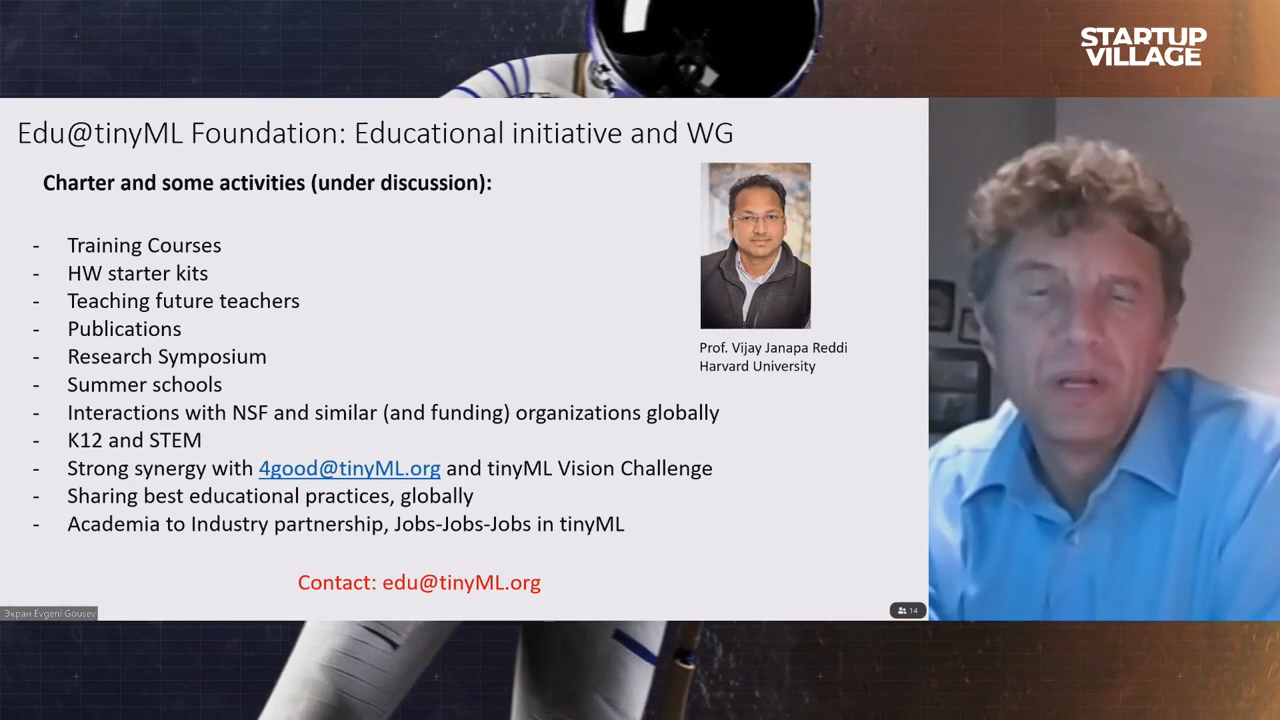 STARTUP
VILLAGE
Edu@tinyML Foundation: Educational initiative and WG
Charter and some activities (under discussion):
- Training Courses
- HW starter kits
- Teaching future teachers
- Publications
- Research Symposium
- Summer schools
- Interactions with NSF and similar (and funding) organizations globally
- K12 and STEM
- Strong synergy with 4good@tinyML.org and tinyML Vision Challenge
- Sharing best educational practices, globally
- Academia to Industry partnership, Jobs-Jobs-Jobs in tinyML
Prof. Vijay Janapa Reddi
Harvard University
Contact: edu@tinyML.org
Экран Evgeni Gousev
14